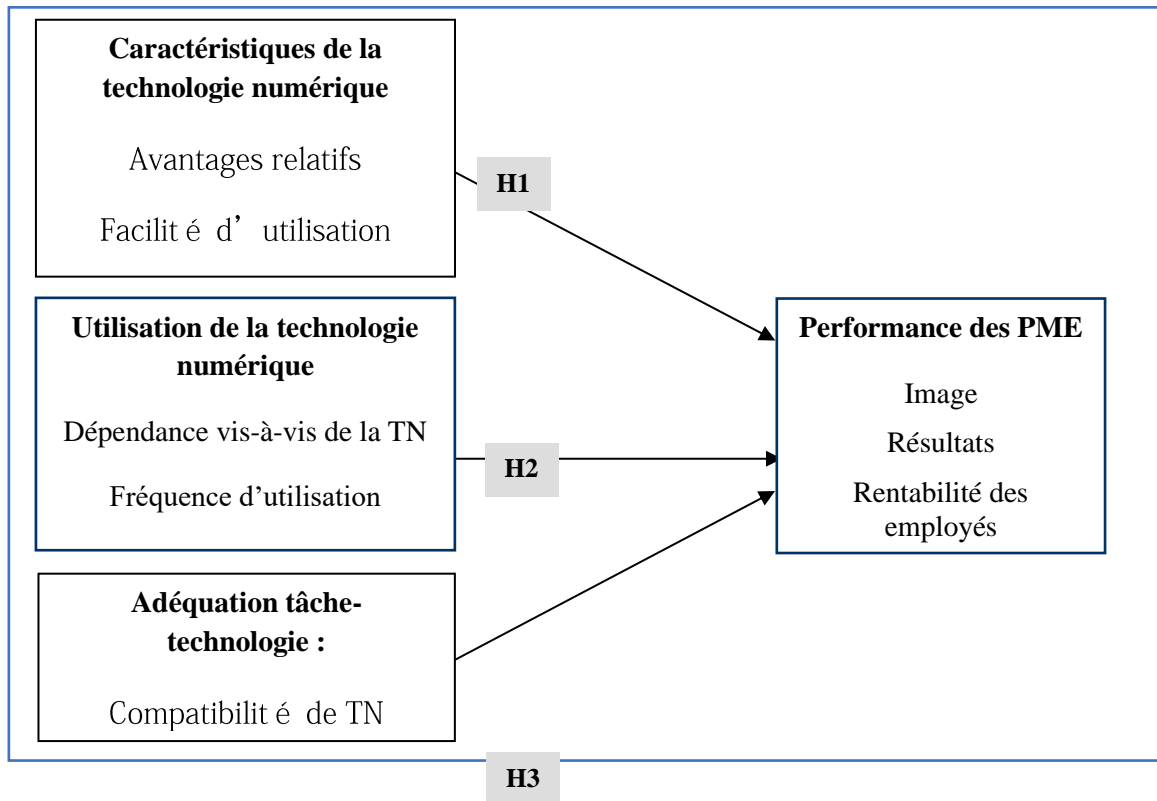 Caractéristiques de la
technologie numérique
Avantages relatifs
Facilit é d’ utilisation
H1
Utilisation de la technologie
numérique
Dépendance vis-à-vis de la TN
Fréquence d’utilisation
H2
Performance des PME
Image
Résultats
Rentabilité des
employés
Adéquation tâche-
technologie :
Compatibilit é de TN
H3